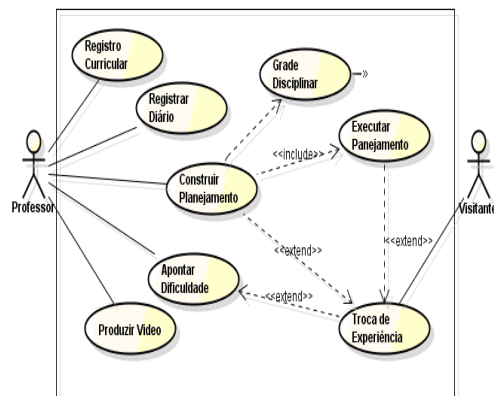 Registro
Curricular
Grade
Disciplinar
Registrar
Diário
Executar
Panejamento
<<include>>
Construir
Planejamento
Professor
Visitante
<<extend>>
<<extend>>
Apontar
Dificuldade
<<extend>>
Produzir Video
Troca de
Experiência